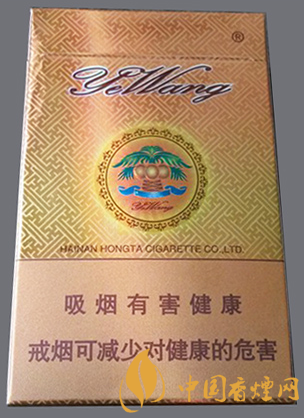 ®
YeWang
YeWang
HAINAN HONGTA CIGARETTE CO.,LTD.
吸烟有害健康
戒烟可减少对健康的危害
中国香烟网